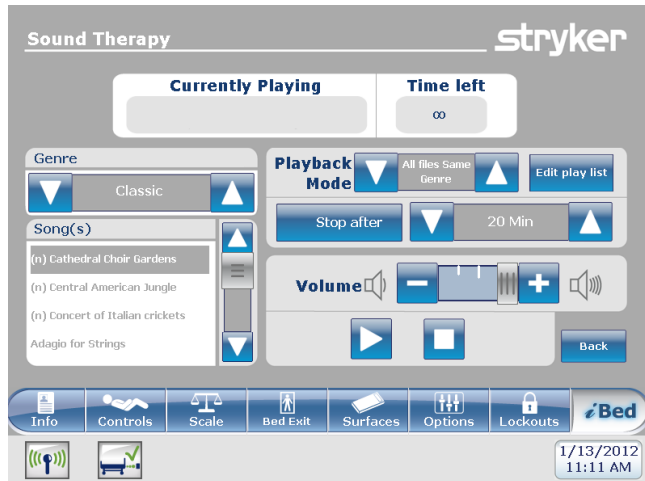 Sound Therapy
stryker
Currently Playing
Time left
∞
Genre
Classic
Song(s)
(n) Cathedral Choir Gardens
(n) Central American Jungle
(n) Concert of Italian crickets
Adagio for Strings
Playback
Mode
All files Same
Genre
Edit play list
Stop after
20 Min
Volume
Back
Info
Controls
Scale
Bed Exit
Surfaces
Options
Lockouts
iBed
1/13/2012
11:11 AM